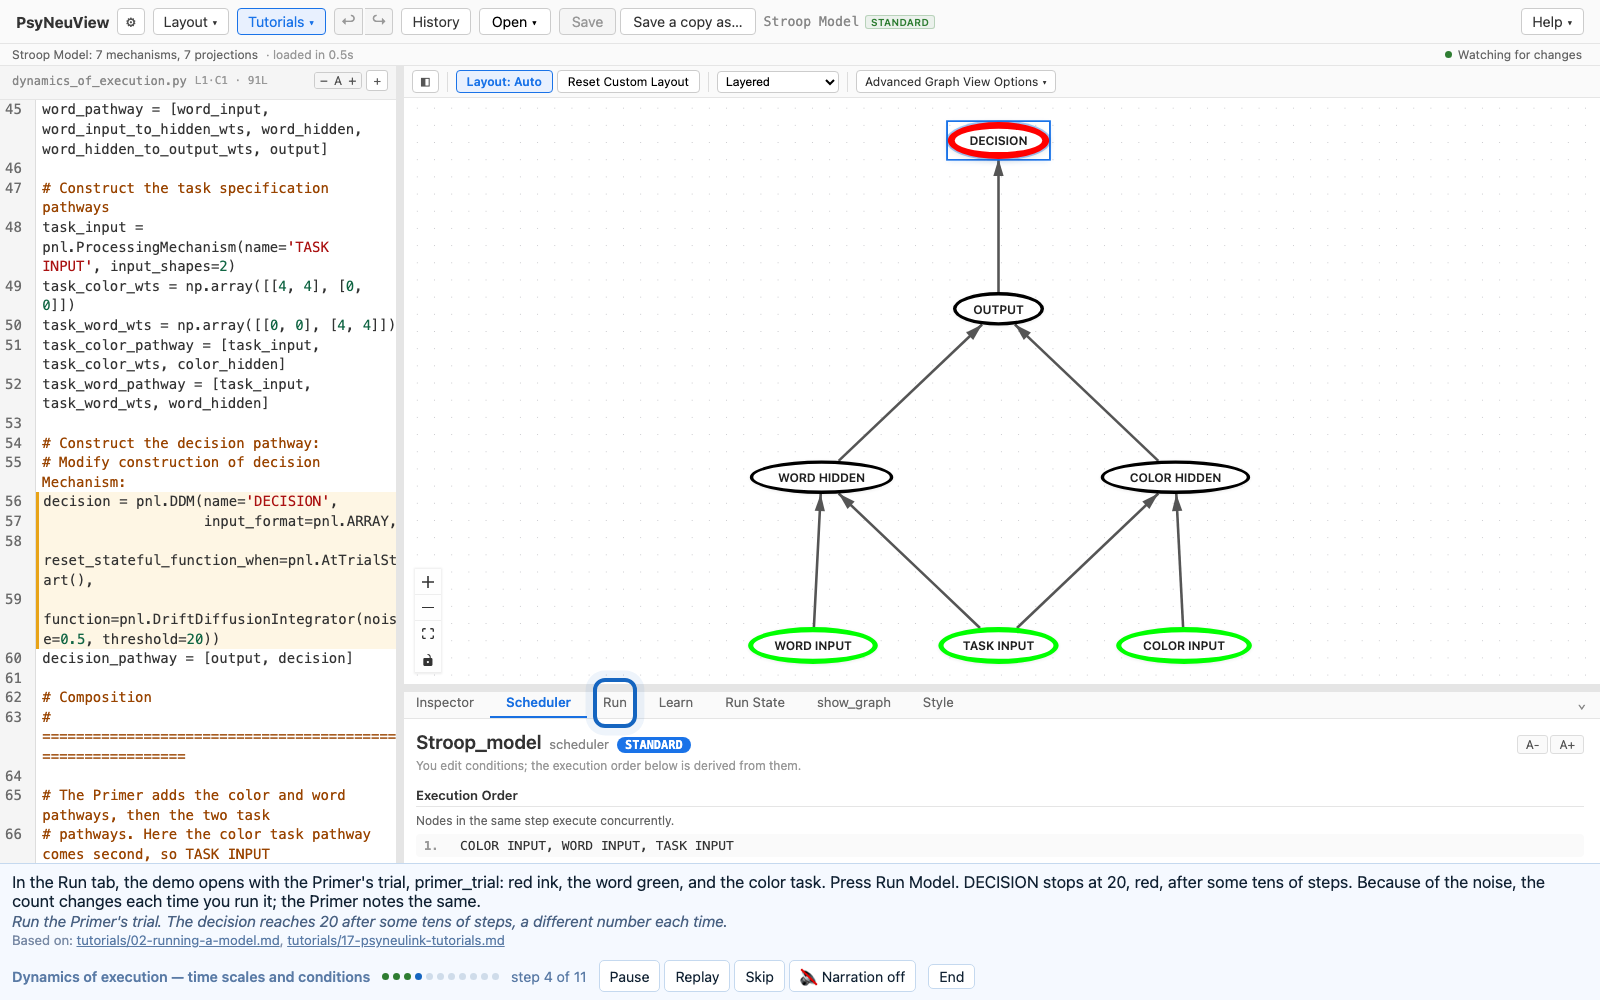 PsyNeuView ⚙ Layout ▾ Tutorials ▾ ↩ ↪ History Open ▾ Save Save a copy as... Stroop Model STANDARD Help ▾
Stroop Model: 7 mechanisms, 7 projections · loaded in 0.5s Watching for changes
dynamics_of_execution.py L1:C1 · 91L − A + +
Layout: Auto Reset Custom Layout Layered Advanced Graph View Options ▾
45 word_pathway = [word_input,
word_input_to_hidden_wts, word_hidden,
word_hidden_to_output_wts, output]
46
47 # Construct the task specification
pathways
48 task_input =
pnl.ProcessingMechanism(name='TASK
INPUT', input_shapes=2)
49 task_color_wts = np.array([[4, 4], [0,
0]])
50 task_word_wts = np.array([[0, 0], [4, 4]])
51 task_color_pathway = [task_input,
task_color_wts, color_hidden]
52 task_word_pathway = [task_input,
task_word_wts, word_hidden]
53
54 # Construct the decision pathway:
55 # Modify construction of decision
Mechanism:
56 decision = pnl.DDM(name='DECISION',
57 input_format=pnl.ARRAY,
58
reset_stateful_function_when=pnl.AtTrialSt
art(),
59
function=pnl.DriftDiffusionIntegrator(nois
e=0.5, threshold=20))
60 decision_pathway = [output, decision]
61
62 # Composition
63 #
==========================================
=================
64
65 # The Primer adds the color and word
pathways, then the two task
66 # pathways. Here the color task pathway
comes second, so TASK INPUT
DECISION
OUTPUT
WORD HIDDEN COLOR HIDDEN
WORD INPUT TASK INPUT COLOR INPUT
Inspector Scheduler Run Learn Run State show_graph Style
Stroop_model scheduler STANDARD A- A+
You edit conditions; the execution order below is derived from them.
Execution Order
Nodes in the same step execute concurrently.
1. COLOR INPUT, WORD INPUT, TASK INPUT
In the Run tab, the demo opens with the Primer's trial, primer_trial: red ink, the word green, and the color task. Press Run Model. DECISION stops at 20, red, after some tens of steps. Because of the noise, the
count changes each time you run it; the Primer notes the same.
Run the Primer's trial. The decision reaches 20 after some tens of steps, a different number each time.
Based on: tutorials/02-running-a-model.md, tutorials/17-psyneulink-tutorials.md
Dynamics of execution — time scales and conditions step 4 of 11 Pause Replay Skip Narration off End